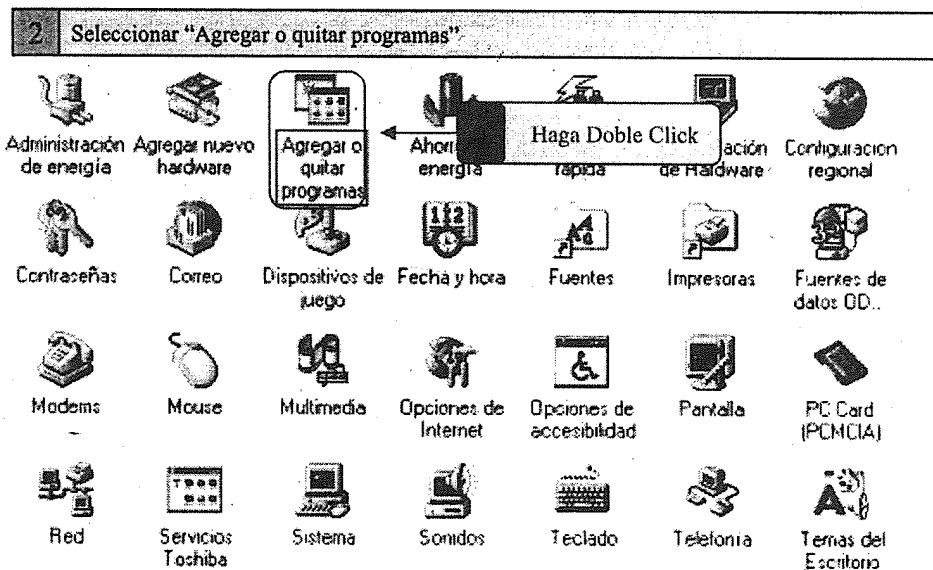 2 Seleccionar “Agregar o quitar programas”
Haga Doble Click
Administración
de energía
Agregar nuevo
hardware
Agregar o
quitar
programas
Ahorro
energía
rápida
ación
de Hardware
Configuracion
regional
Contraseñas
Correo
Dispositivos de
juego
Fecha y hora
Fuentes
Impresoras
Fuentes de
datos OD...
Modems
Mouse
Multimedia
Opciones de
Internet
Opciones de
accesibilidad
Pantalla
PC Card
(PCMCIA)
Red
Servicios
Toshiba
Sistema
Sonidos
Teclado
Telefonía
Temas del
Escritorio